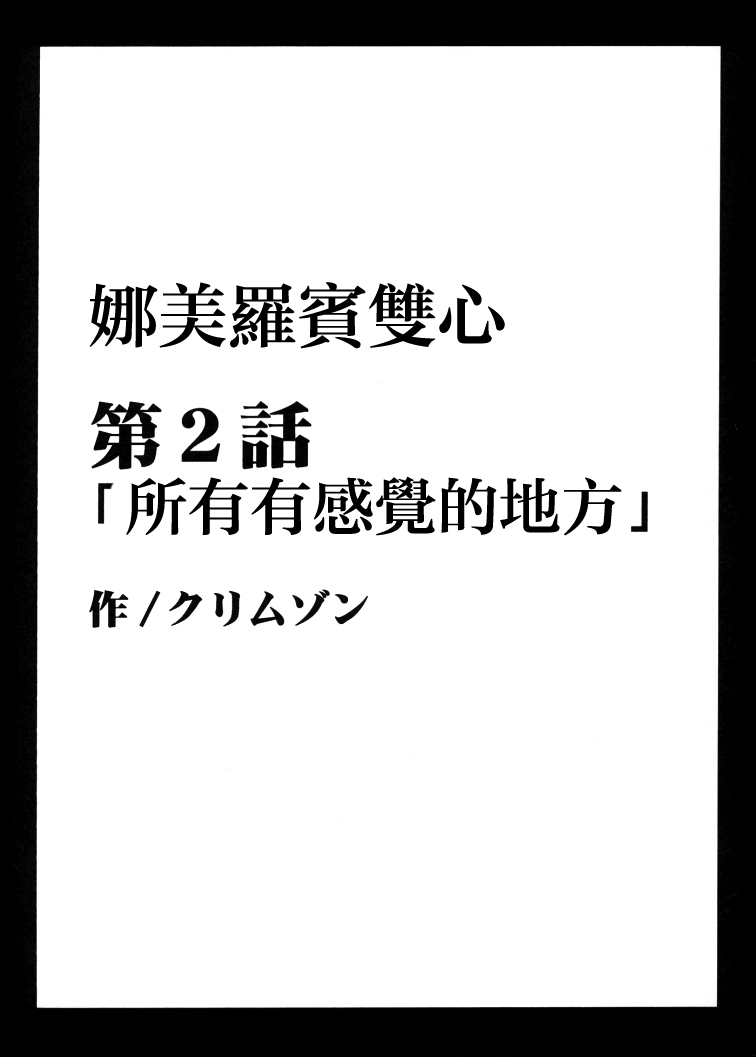 娜美羅賓雙心
第2話
「所有有感覺的地方」
作/クリムゾン